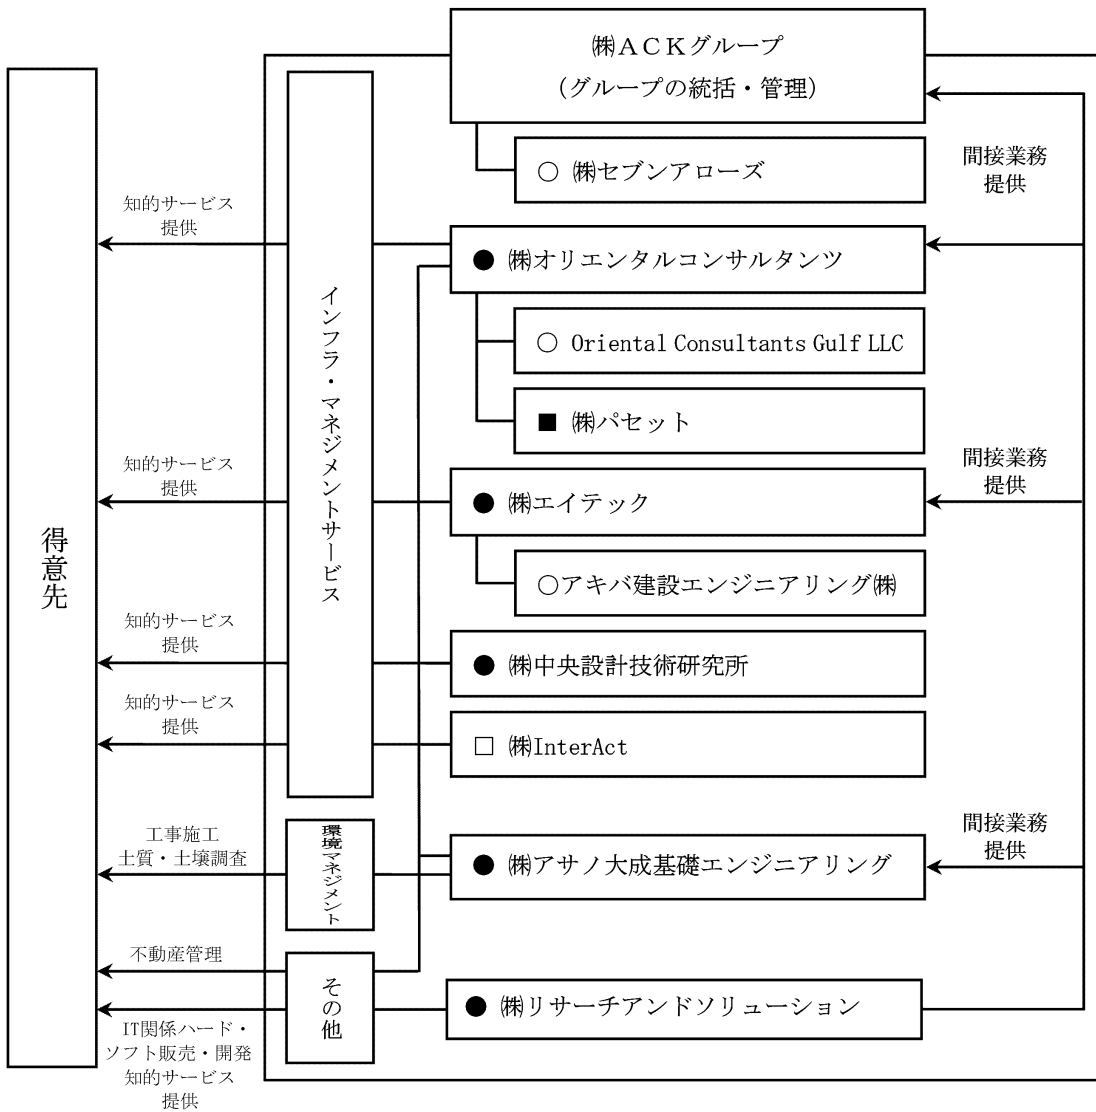 ㈱ACKグループ
（グループの統括・管理）
○ ㈱セブンアローズ
間接業務
提供
知的サービス
提供
● ㈱オリエンタルコンサルタンツ
○ Oriental Consultants Gulf LLC
■ ㈱パセット
インフラ・マネジメントサービス
知的サービス
提供
● ㈱エイテック
間接業務
提供
得意先
○アキバ建設エンジニアリング㈱
知的サービス
提供
● ㈱中央設計技術研究所
知的サービス
提供
□ ㈱InterAct
工事施工
土質・土壌調査
環境マネジメント
● ㈱アサノ大成基礎エンジニアリング
間接業務
提供
不動産管理
その他
● ㈱リサーチアンドソリューション
IT関係ハード・
ソフト販売・開発
知的サービス
提供